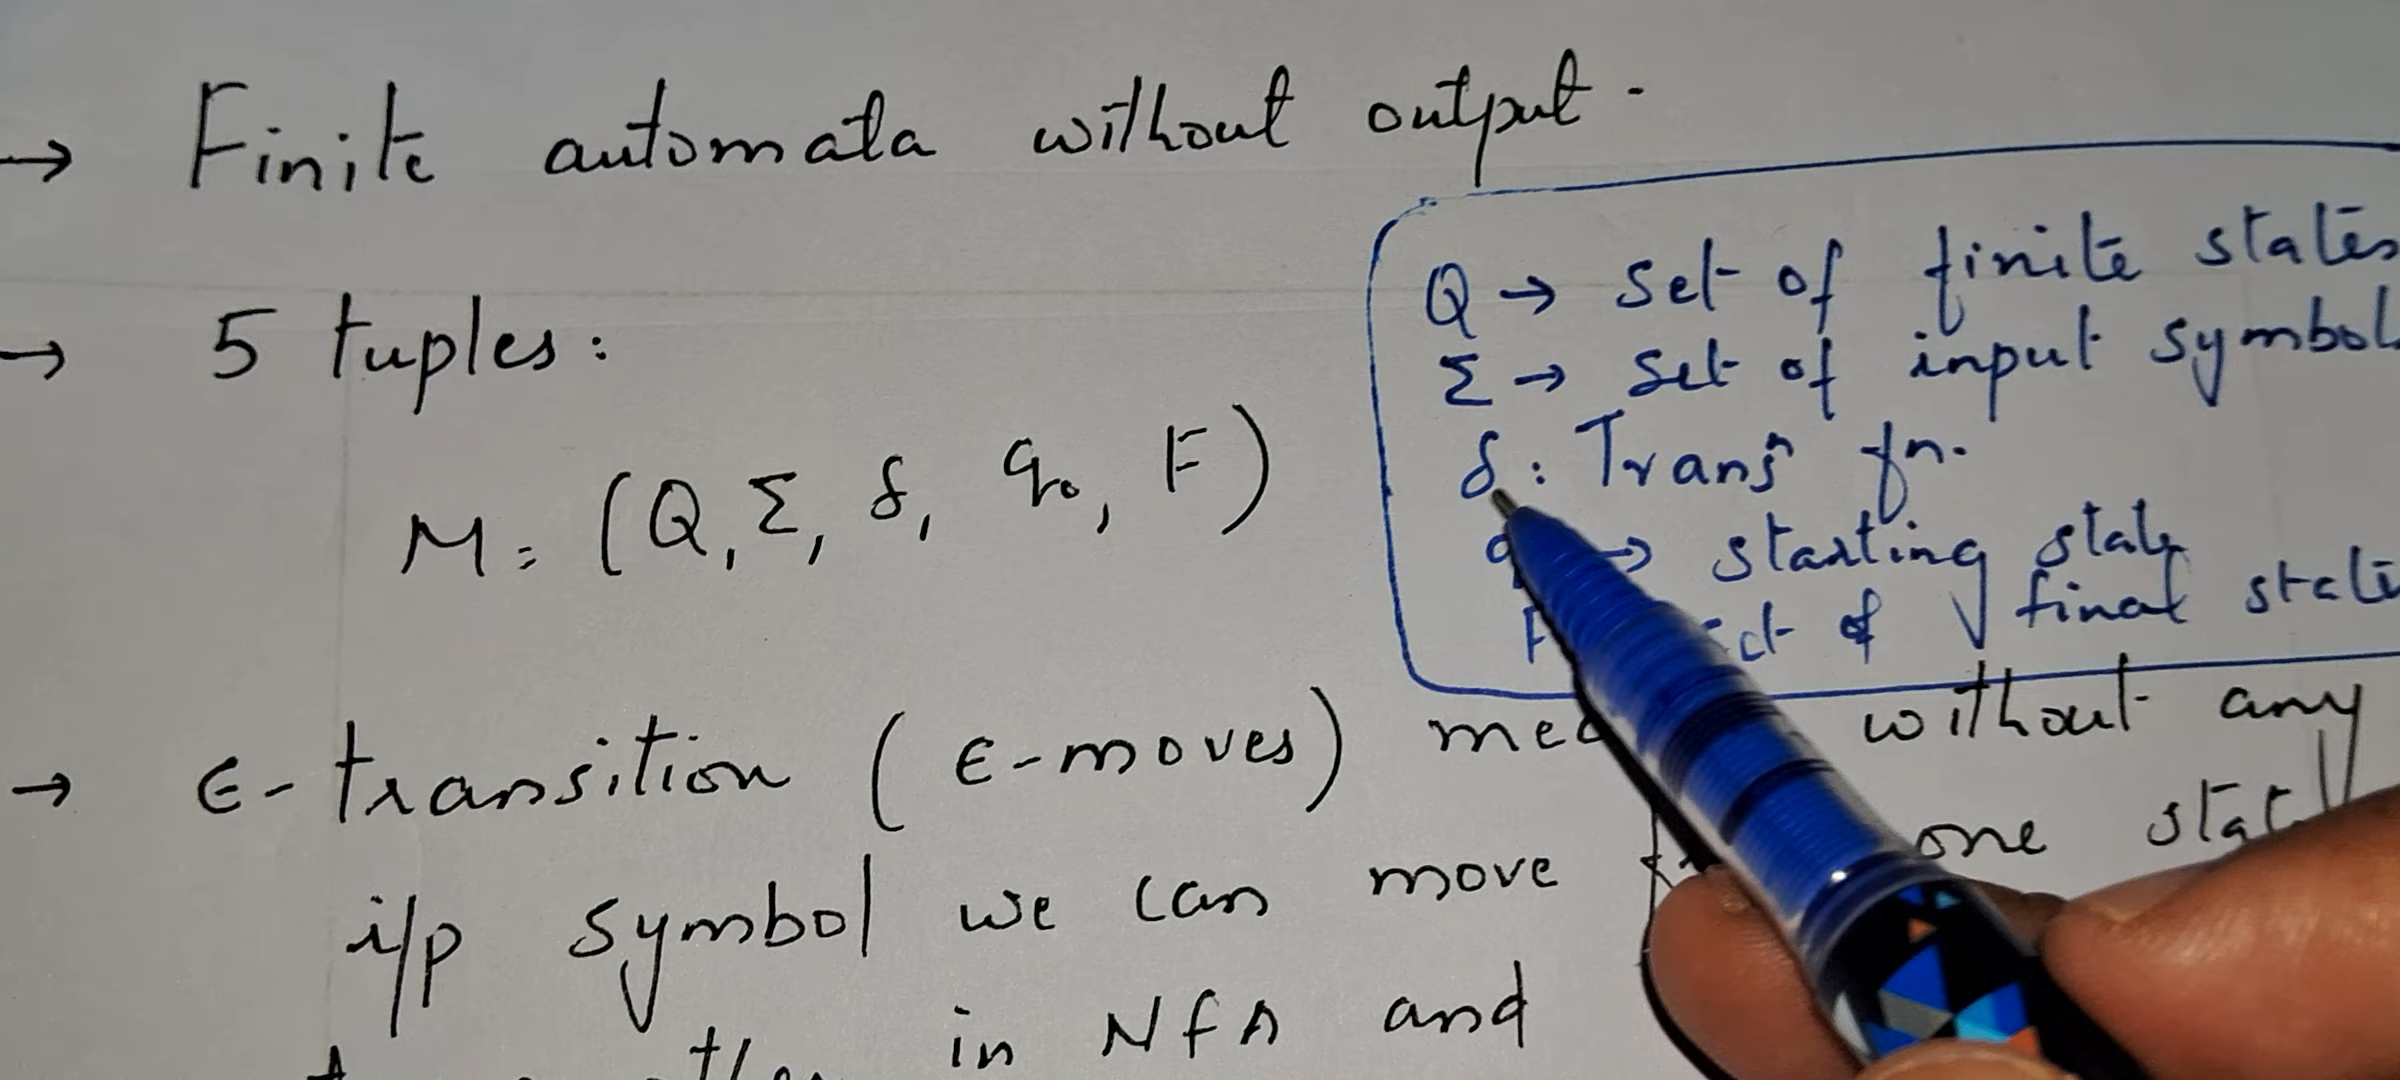 → Finite automata without output.
→ 5 tuples:
M = (Q, Σ, δ, q₀, F)
Q → Set of finite states
Σ → Set of input symbol
δ : Transⁿ fn.
→ starting state
F of final state
→ ϵ-transition (ϵ-moves) without any
i/p symbol we can move one state
in NFA and